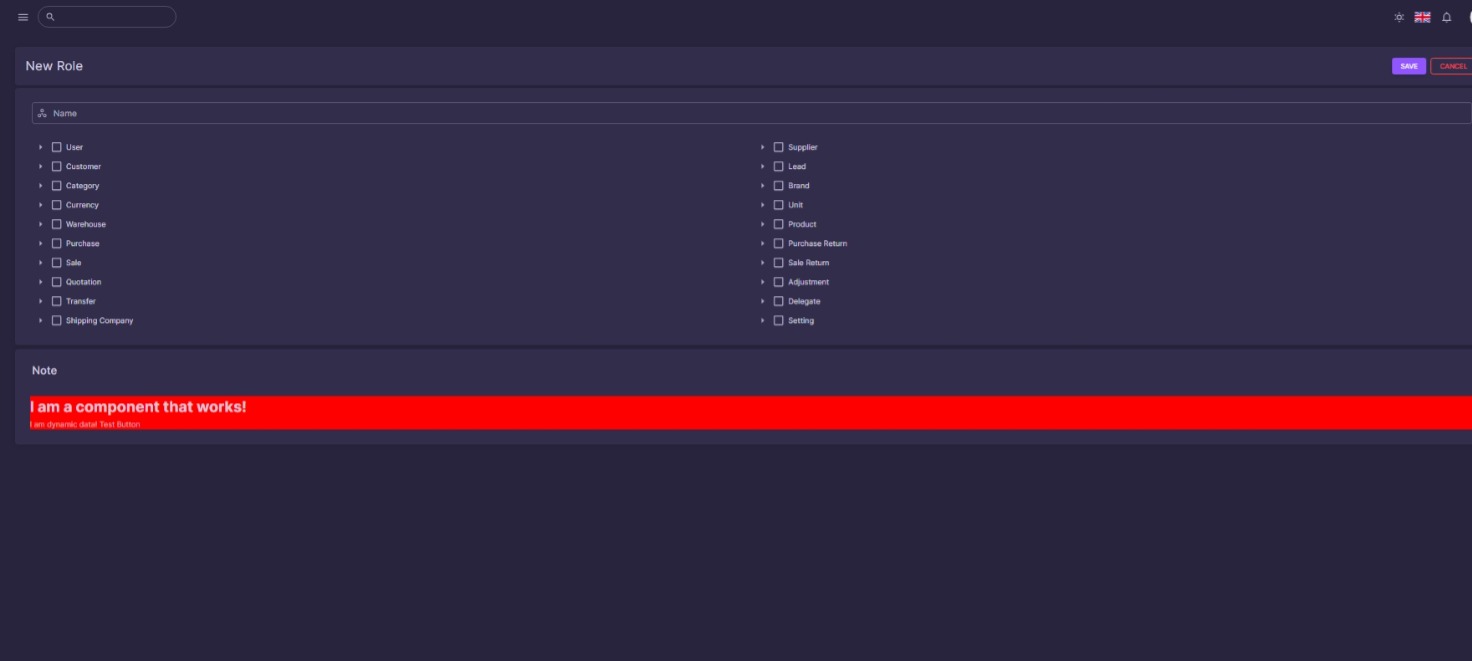 New Role
SAVE
CANCEL
Name
User
Customer
Category
Currency
Warehouse
Purchase
Sale
Quotation
Transfer
Shipping Company
Supplier
Lead
Brand
Unit
Product
Purchase Return
Sale Return
Adjustment
Delegate
Setting
Note
I am a component that works!
I am dynamic data! Test Button